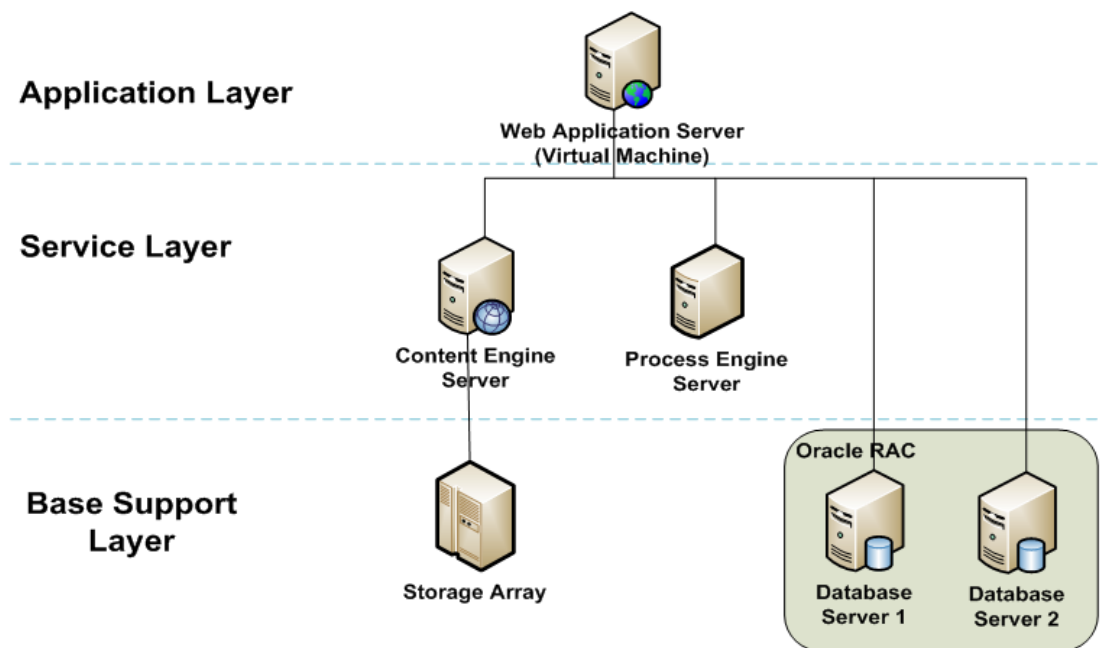 Application Layer
Web Application Server
(Virtual Machine)
Service Layer
Content Engine
Server
Process Engine
Server
Base Support
Layer
Storage Array
Oracle RAC
Database
Server 1
Database
Server 2